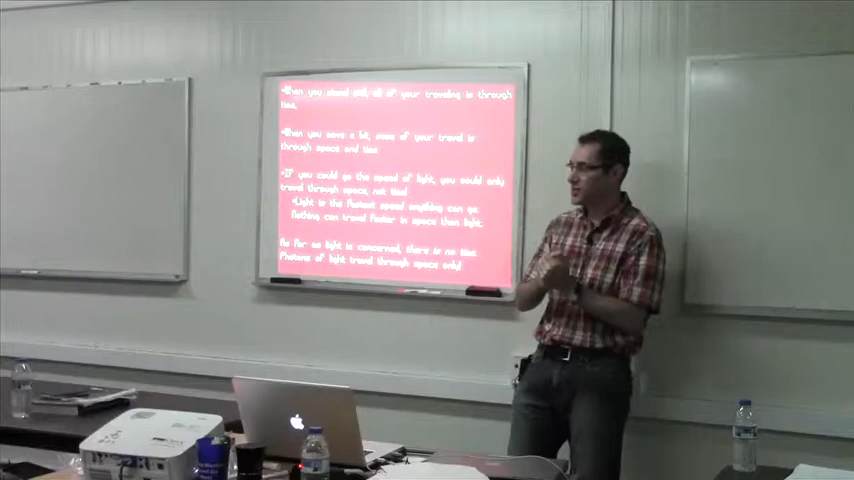 •When you stand still, all of your traveling is through
time.
•When you move a bit, some of your travel is
through space and time
•If you could go the speed of light, you could only
travel through space, not time!
•Light is the fastest speed anything can go.
Nothing can travel faster in space than light.
As far as light is concerned, there is no time
Photons of light travel through space only!